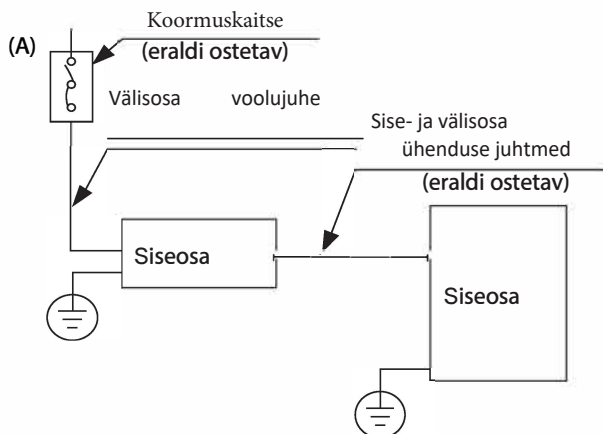 (A)
Koormuskaitse
(eraldi ostetav)
Välisosa voolujuhe
Sise- ja välisosa
ühenduse juhtmed
(eraldi ostetav)
Siseosa
Siseosa